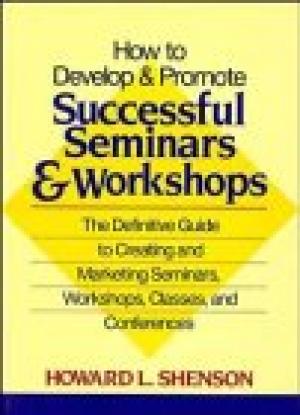 How to
Develop & Promote
Successful
Seminars
& Workshops
The Definitive Guide
to Creating and
Marketing Seminars,
Workshops, Classes, and
Conferences
HOWARD L. SHENSON